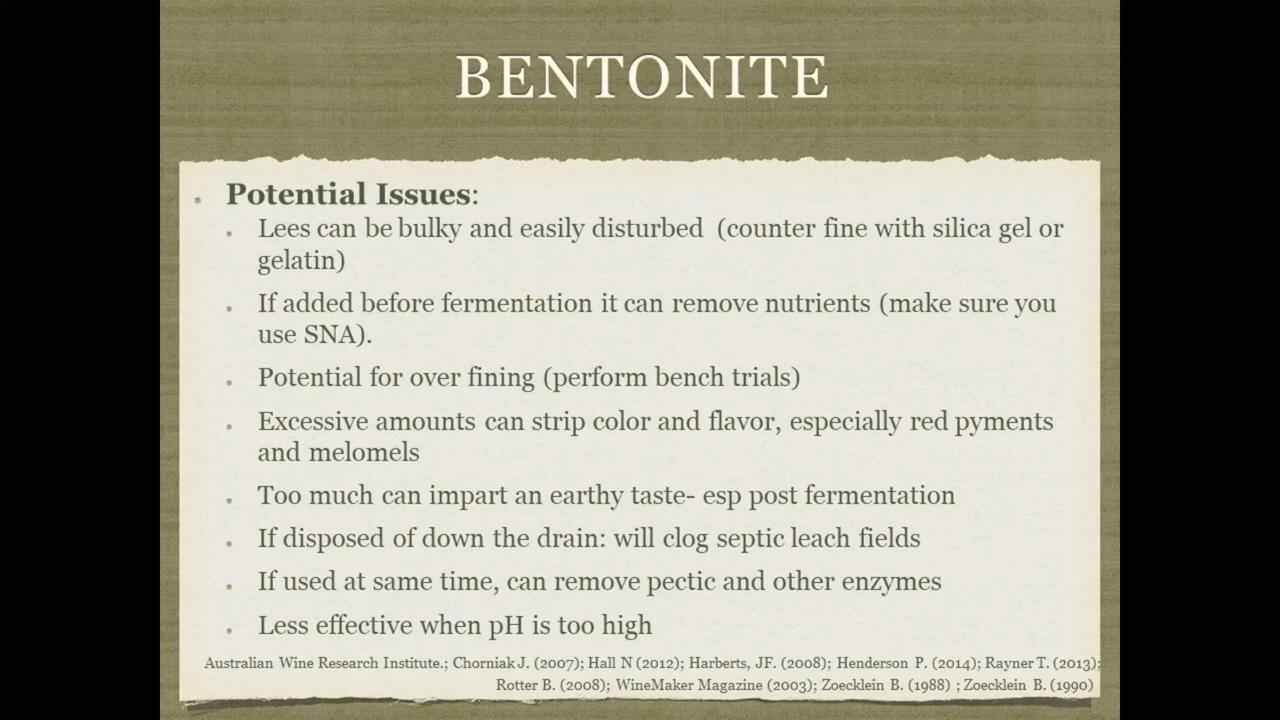 BENTONITE
Potential Issues:
Lees can be bulky and easily disturbed (counter fine with silica gel or
gelatin)
If added before fermentation it can remove nutrients (make sure you
use SNA).
Potential for over fining (perform bench trials)
Excessive amounts can strip color and flavor, especially red pyments
and melomels
Too much can impart an earthy taste- esp post fermentation
If disposed of down the drain: will clog septic leach fields
If used at same time, can remove pectic and other enzymes
Less effective when pH is too high
Australian Wine Research Institute.; Chorniak J. (2007); Hall N (2012); Harberts, JF. (2008); Henderson P. (2014); Rayner T. (2013);
Rotter B. (2008); WineMaker Magazine (2003); Zoecklein B. (1988) ; Zoecklein B. (1990)